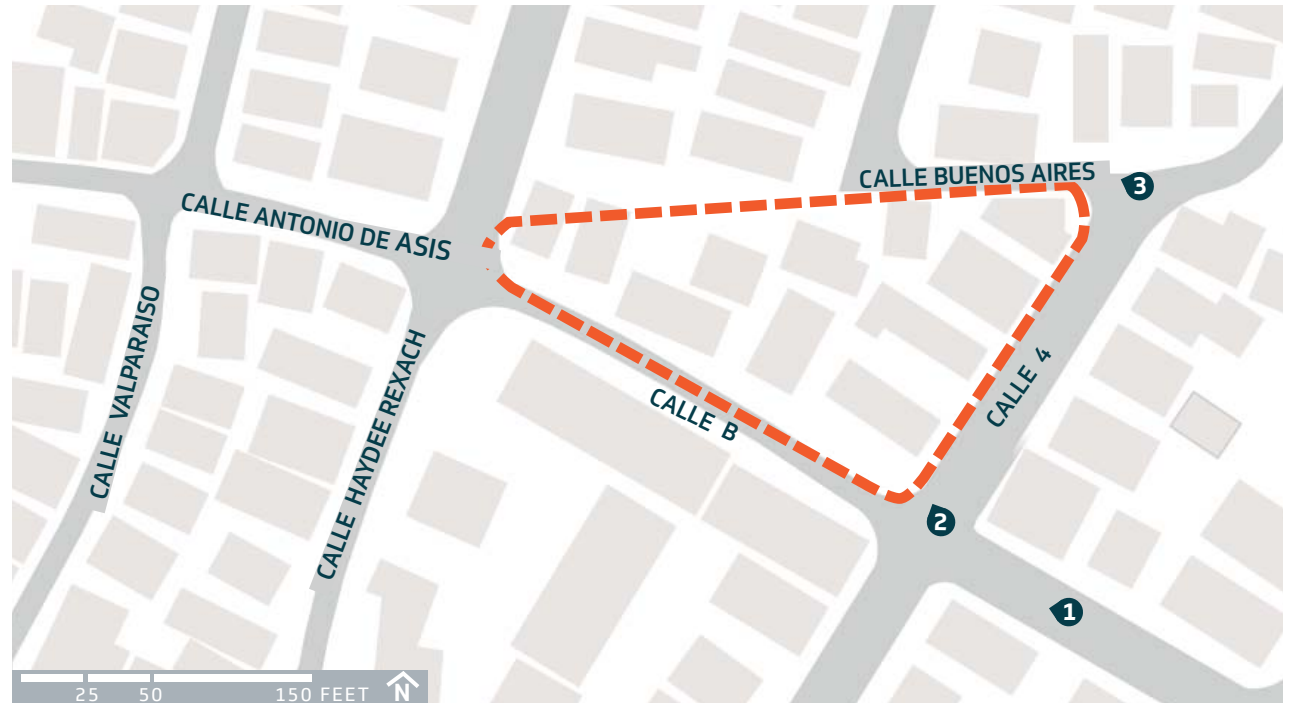 CALLE BUENOS AIRES
3
CALLE ANTONIO DE ASIS
CALLE VALPARAISO
CALLE HAYDEE REXACH
CALLE B
CALLE 4
2
1
25 50 150 FEET N